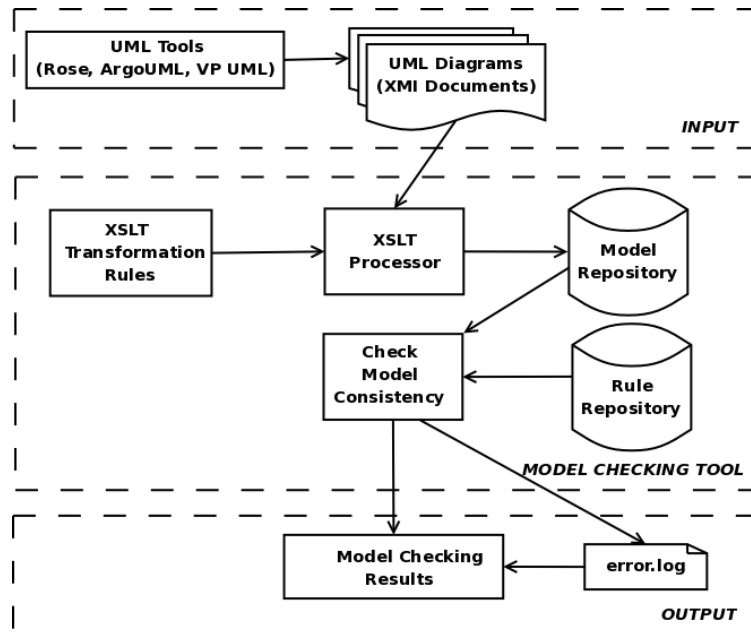 UML Tools
(Rose, ArgoUML, VP UML)
UML Diagrams
(XMI Documents)
INPUT
XSLT
Transformation
Rules
XSLT
Processor
Model
Repository
Check
Model
Consistency
Rule
Repository
MODEL CHECKING TOOL
Model Checking
Results
error.log
OUTPUT